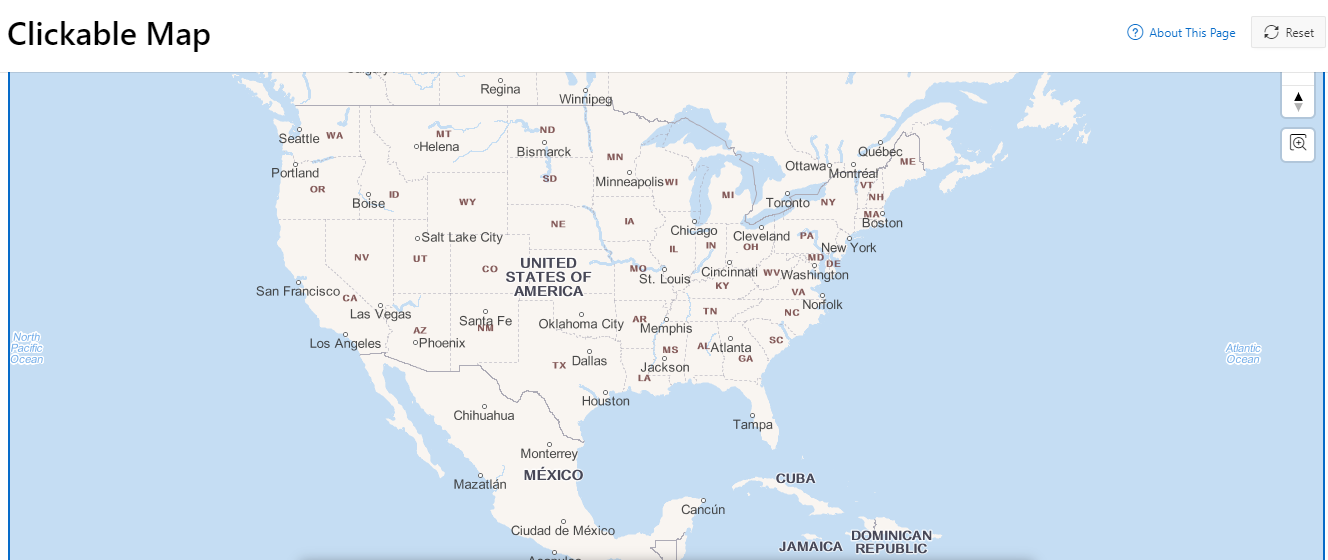 Clickable Map
About This Page
Reset
Regina
Winnipeg
Seattle
WA
MT
Helena
ND
Bismarck
MN
Québec
ME
Portland
OR
Boise
ID
WY
SD
Minneapolis
WI
MI
Ottawa
Montréal
VT
NH
Toronto
NY
MA
Boston
NE
IA
Chicago
Cleveland
PA
New York
Salt Lake City
NV
UT
CO
UNITED
STATES OF
AMERICA
IL
IN
OH
MD
DE
MO
St. Louis
Cincinnati
WV
Washington
KY
VA
Norfolk
San Francisco
CA
Las Vegas
Santa Fe
NM
Oklahoma City
AR
Memphis
TN
NC
North
Pacific
Ocean
Los Angeles
AZ
Phoenix
TX
Dallas
MS
Jackson
AL
Atlanta
GA
SC
Atlantic
Ocean
LA
Houston
Chihuahua
Tampa
Monterrey
MÉXICO
Mazatlán
CUBA
Cancún
Ciudad de México
JAMAICA
DOMINICAN
REPUBLIC